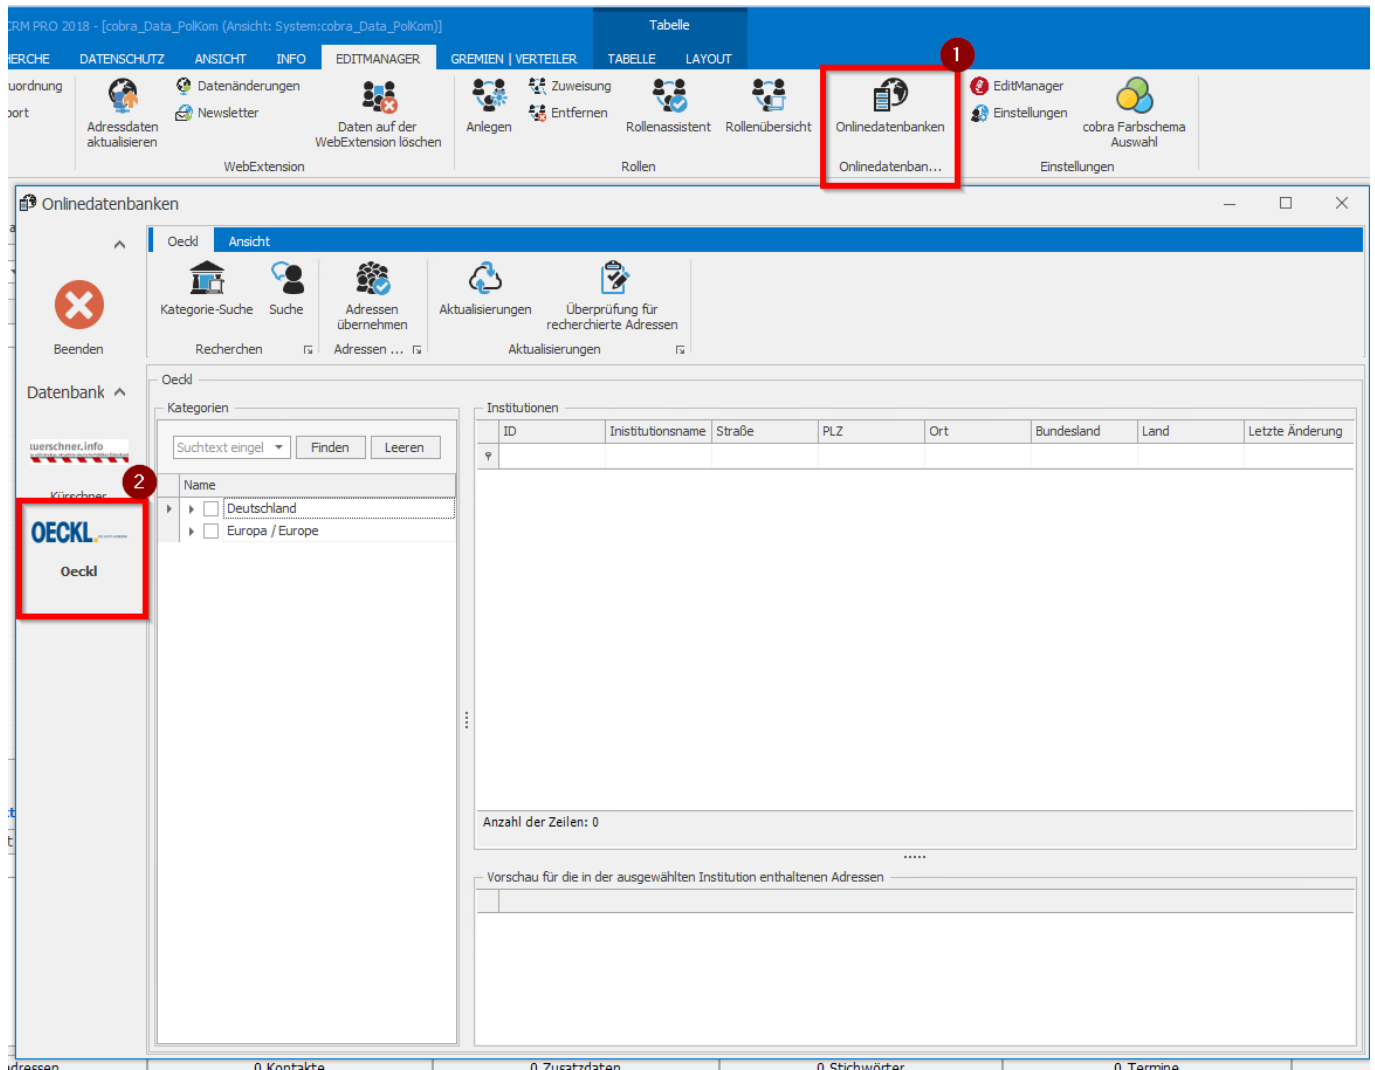 CRM PRO 2018 - [cobra_Data_PolKom (Ansicht: System:cobra_Data_PolKom)]
Tabelle
DATENSCHUTZ ANSICHT INFO EDITMANAGER GREMIEN | VERTEILER TABELLE LAYOUT
1
Datenänderungen
Newsletter
Adressdaten
aktualisieren
Daten auf der
WebExtension löschen
WebExtension
Anlegen
Zuweisung
Entfernen
Rollenassistent Rollenübersicht
Rollen
Onlinedatenbanken
Onlinedatenban...
EditManager
Einstellungen
cobra Farbschema
Auswahl
Einstellungen
Onlinedatenbanken
Beenden
Datenbank
Kürschner
2
OECKL.
Oeckl
Oeckl Ansicht
Kategorie-Suche Suche
Recherchen
Adressen
übernehmen
Adressen ...
Aktualisierungen
Überprüfung für
recherchierte Adressen
Aktualisierungen
Oeckl
Kategorien
Suchtext eingel Finden Leeren
Name
Deutschland
Europa / Europe
Institutionen
ID Inistitutionsname Straße PLZ Ort Bundesland Land Letzte Änderung
Anzahl der Zeilen: 0
Vorschau für die in der ausgewählten Institution enthaltenen Adressen
0 Kontakte 0 Zusatzdaten 0 Stichwörter 0 Termine